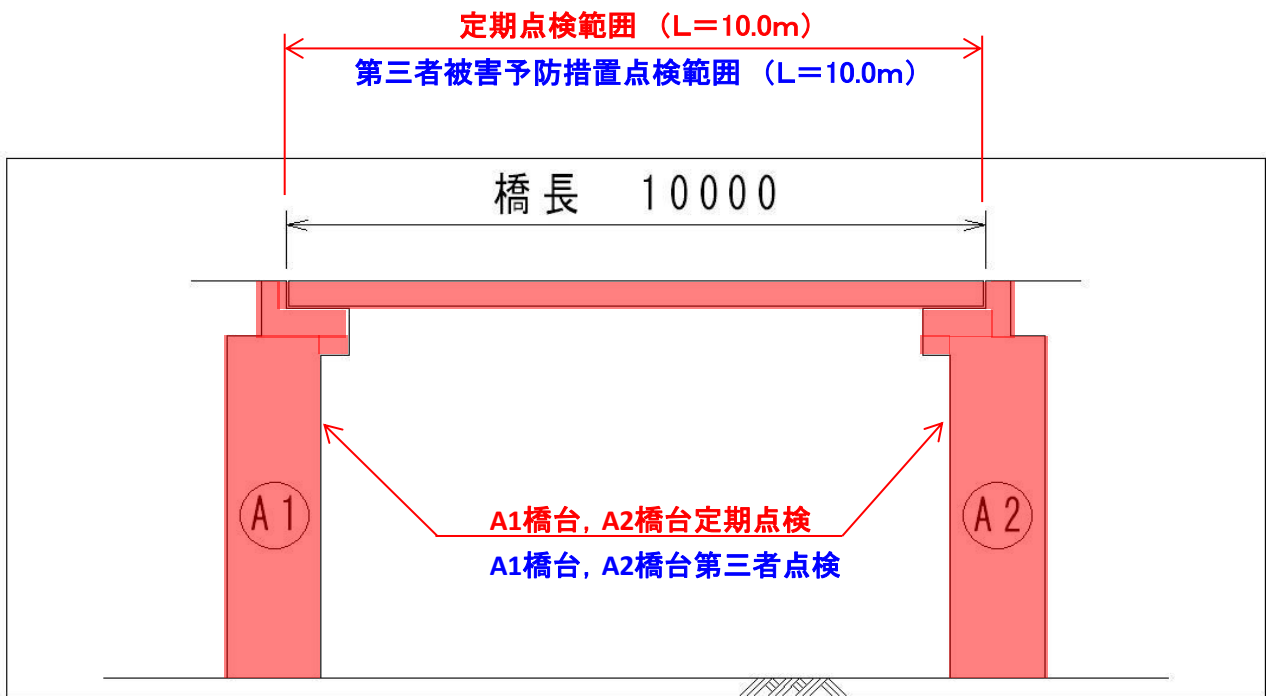 定期点検範囲 （L＝10.0m）
第三者被害予防措置点検範囲 （L＝10.0m）
橋長 10000
A1
A2
A1橋台, A2橋台定期点検
A1橋台, A2橋台第三者点検